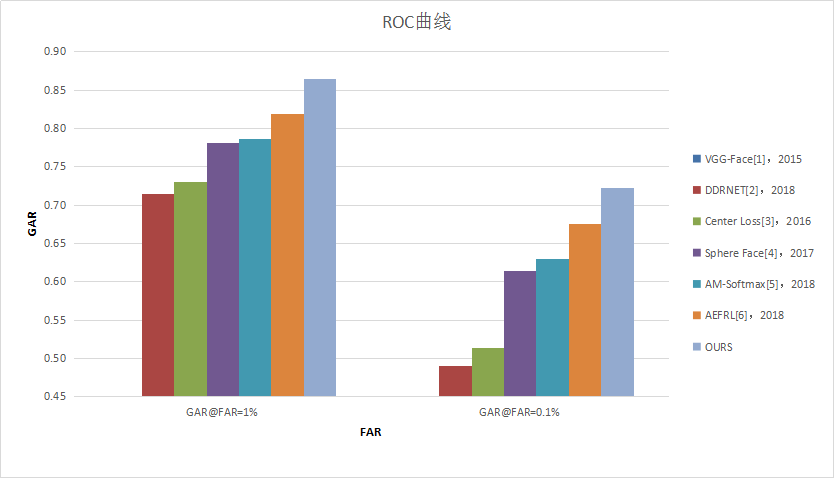 ROC曲线
0.90
0.85
0.80
0.75
0.70
0.65
0.60
0.55
0.50
0.45
GAR
GAR@FAR=1%
GAR@FAR=0.1%
FAR
VGG-Face[1]，2015
DDRNET[2]，2018
Center Loss[3]，2016
Sphere Face[4]，2017
AM-Softmax[5]，2018
AEFRL[6]，2018
OURS